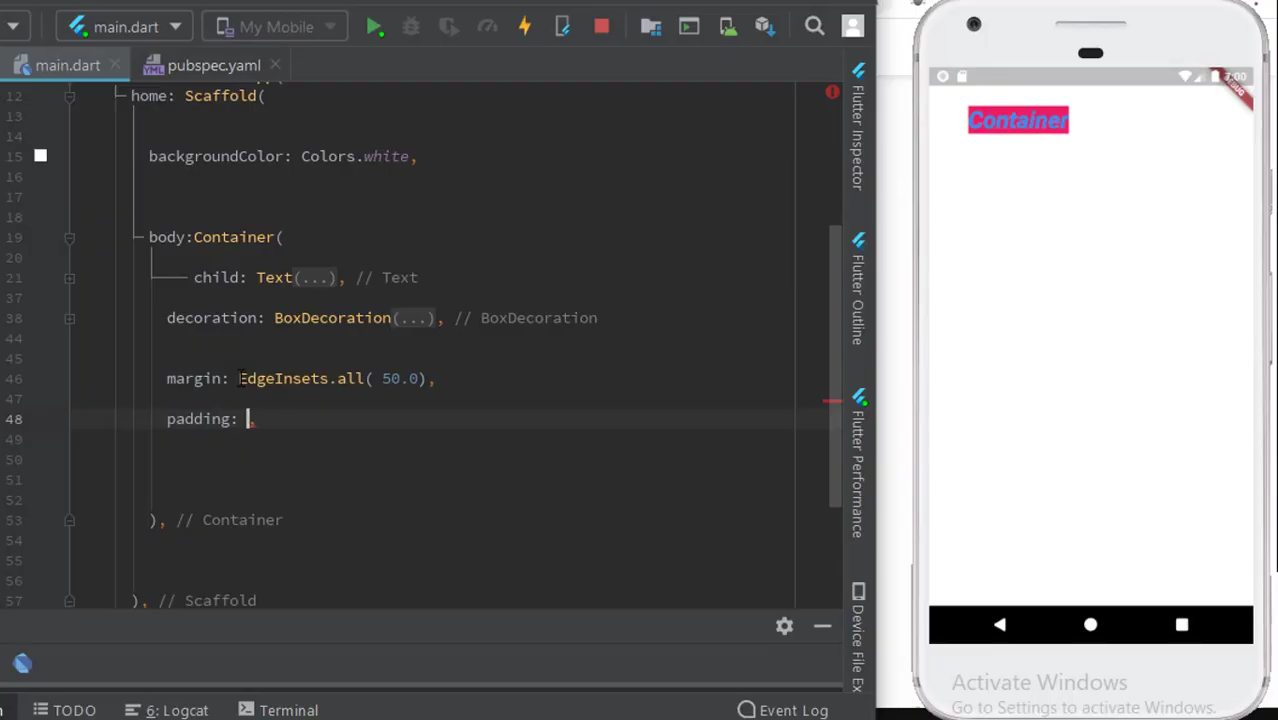 main.dart
My Mobile
main.dart
pubspec.yaml
12 home: Scaffold(
13
14
15 backgroundColor: Colors.white,
16
17
18
19 body:Container(
20
21 child: Text(...), // Text
37
38 decoration: BoxDecoration(...), // BoxDecoration
44
45
46 margin: EdgeInsets.all( 50.0),
47
48 padding: ,
49
50
51
52
53 ), // Container
54
55
56
57 ), // Scaffold
TODO
6: Logcat
Terminal
Event Log
Flutter Inspector
Flutter Outline
Flutter Performance
Device File Ex
7:00
Container
Activate Windows
Go to Settings to activate Windows.